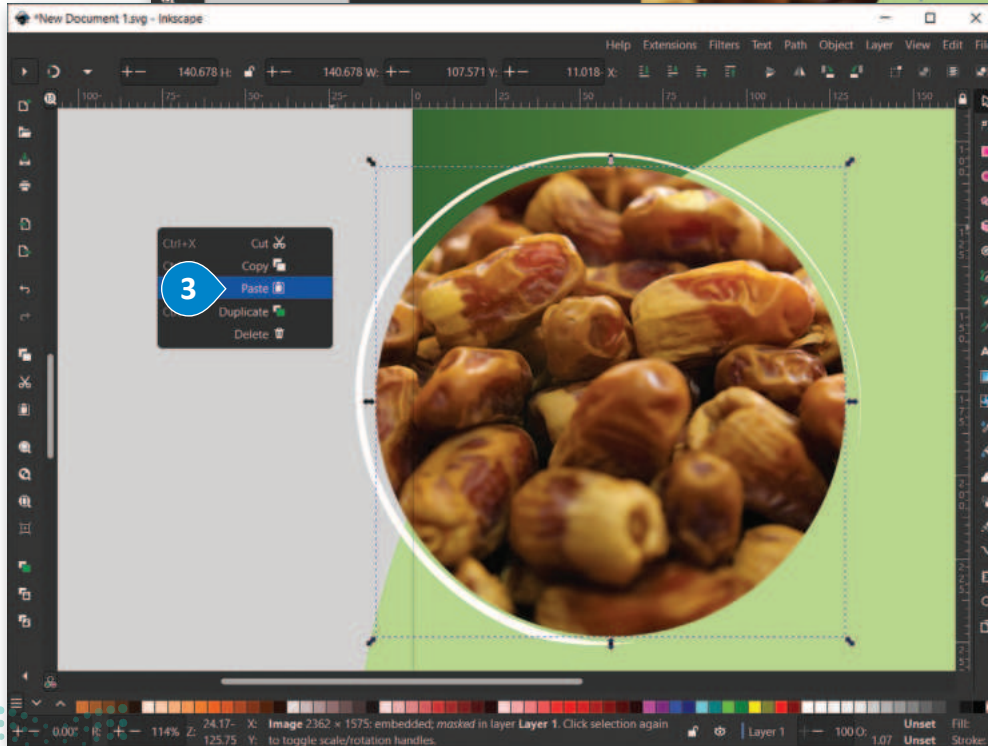 *New Document 1.svg - Inkscape
Help Extensions Filters Text Path Object Layer View Edit
140.678 H: 140.678 W: 107.571 Y: 11.018- X:
100- 75- 50- 25- 0 25 50 75 100 125 150
Ctrl+X Cut
Copy
3 Paste
Duplicate
Delete
0.00° R: 114% Z: 24.17- X: Image 2362 × 1575: embedded; masked in layer Layer 1. Click selection again Layer 1 100 O: Unset Fill:
125.75 Y: to toggle scale/rotation handles. 1.07 Unset Stroke: